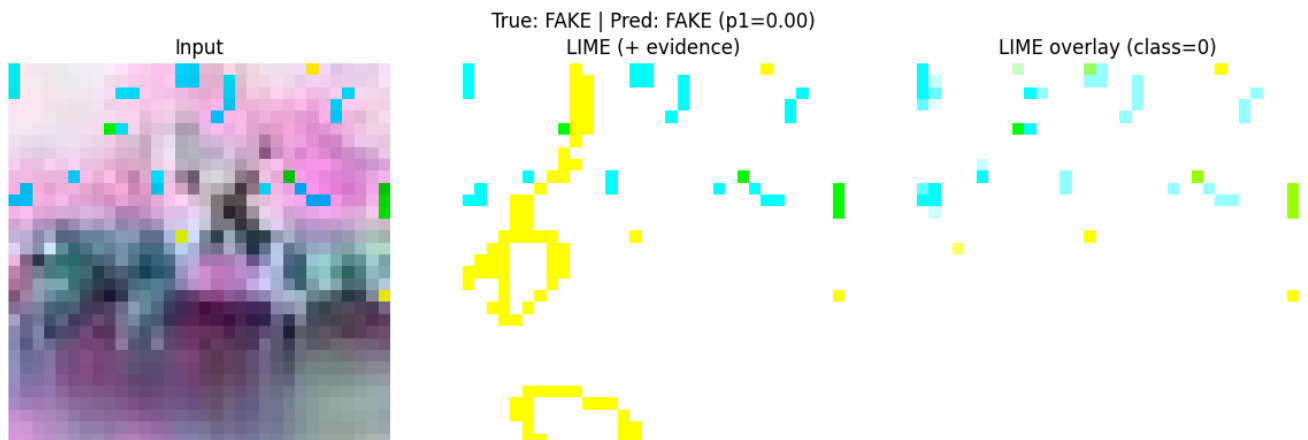 True: FAKE | Pred: FAKE (p1=0.00)
Input
LIME (+ evidence)
LIME overlay (class=0)